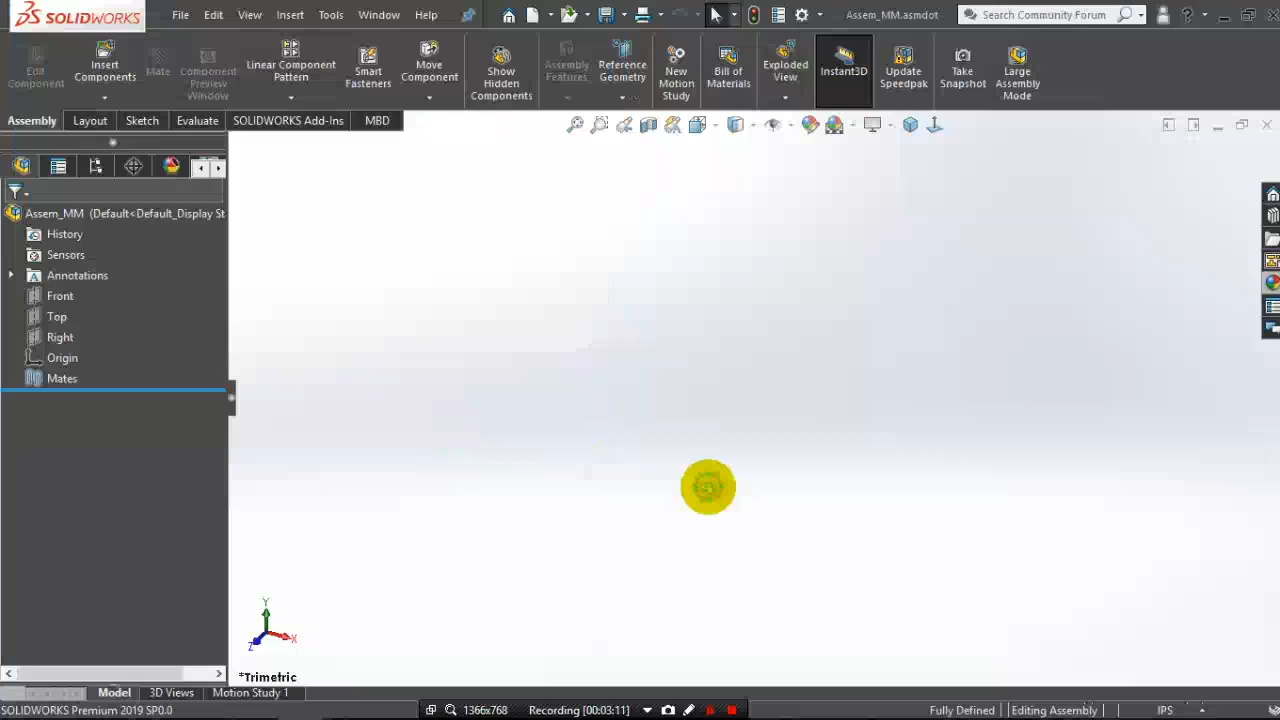 SOLIDWORKS File Edit View Insert Tools Window Help Assem_MM.asmdot Search Community Forum
Edit Component
Insert Components
Mate
Component Preview Window
Linear Component Pattern
Smart Fasteners
Move Component
Show Hidden Components
Assembly Features
Reference Geometry
New Motion Study
Bill of Materials
Exploded View
Instant3D
Update Speedpak
Take Snapshot
Large Assembly Mode
Assembly Layout Sketch Evaluate SOLIDWORKS Add-Ins MBD
Assem_MM (Default<Default_Display St
History
Sensors
Annotations
Front
Top
Right
Origin
Mates
Y
X
Z
*Trimetric
Model 3D Views Motion Study 1
SOLIDWORKS Premium 2019 SP0.0 1366x768 Recording [00:03:11] Fully Defined Editing Assembly IPS